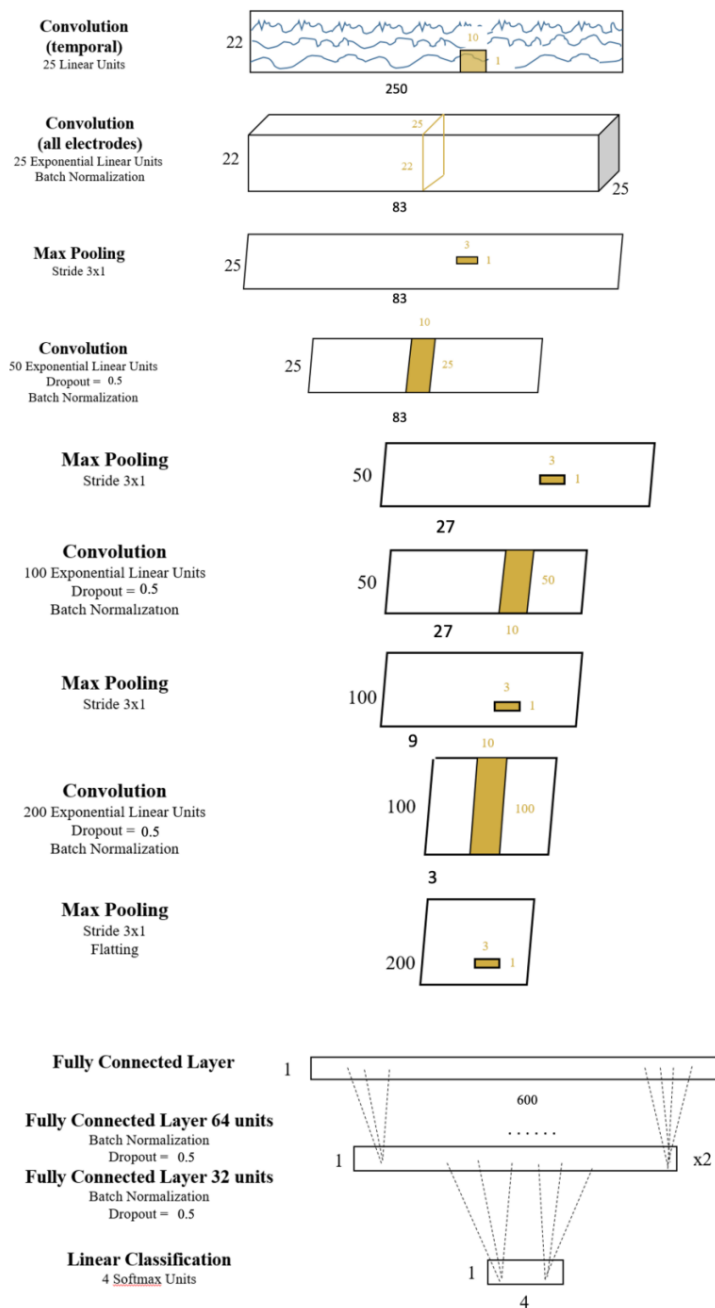 Convolution
(temporal)
25 Linear Units
22
10
1
250
Convolution
(all electrodes)
25 Exponential Linear Units
Batch Normalization
22
25
22
25
83
Max Pooling
Stride 3x1
25
3
1
83
Convolution
50 Exponential Linear Units
Dropout = 0.5
Batch Normalization
10
25
25
83
Max Pooling
Stride 3x1
50
3
1
27
Convolution
100 Exponential Linear Units
Dropout = 0.5
Batch Normalization
50
50
27
10
Max Pooling
Stride 3x1
100
3
1
9
10
Convolution
200 Exponential Linear Units
Dropout = 0.5
Batch Normalization
100
100
3
Max Pooling
Stride 3x1
Flatting
200
3
1
Fully Connected Layer
1
600
Fully Connected Layer 64 units
Batch Normalization
Dropout = 0.5
......
1
x2
Fully Connected Layer 32 units
Batch Normalization
Dropout = 0.5
Linear Classification
4 Softmax Units
1
4